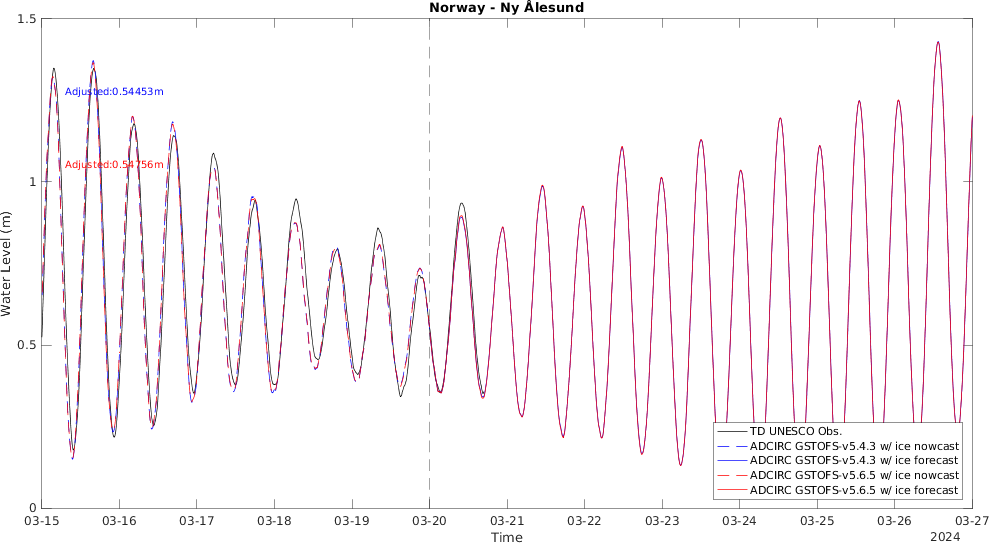 Norway - Ny Ålesund
1.5
Adjusted:0.54453m
Adjusted:0.54756m
1
Water Level (m)
0.5
0
TD UNESCO Obs.
ADCIRC GSTOFS-v5.4.3 w/ ice nowcast
ADCIRC GSTOFS-v5.4.3 w/ ice forecast
ADCIRC GSTOFS-v5.6.5 w/ ice nowcast
ADCIRC GSTOFS-v5.6.5 w/ ice forecast
03-15 03-16 03-17 03-18 03-19 03-20 03-21 03-22 03-23 03-24 03-25 03-26 03-27
Time
2024